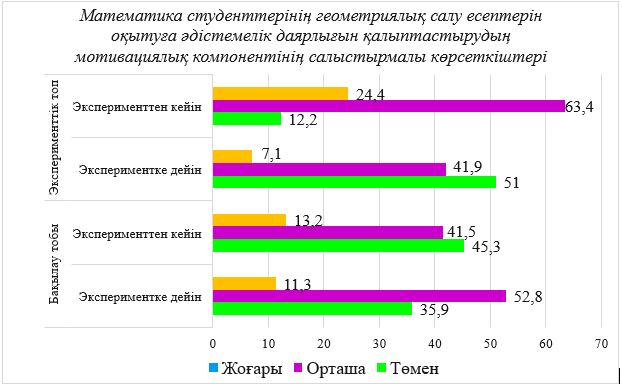 Математика студенттерінің геометриялық салу есептерін
оқытуға әдістемелік даярлығын қалыптастырудың
мотивациялық компонентінің салыстырмалы көрсеткіштері
Эксперименттік топ
Эксперименттен кейін
24,4
63,4
12,2
Экспериментке дейін
7,1
41,9
51
Бақылау тобы
Эксперименттен кейін
13,2
41,5
45,3
Экспериментке дейін
11,3
52,8
35,9
0 10 20 30 40 50 60 70
Жоғары Орташа Төмен